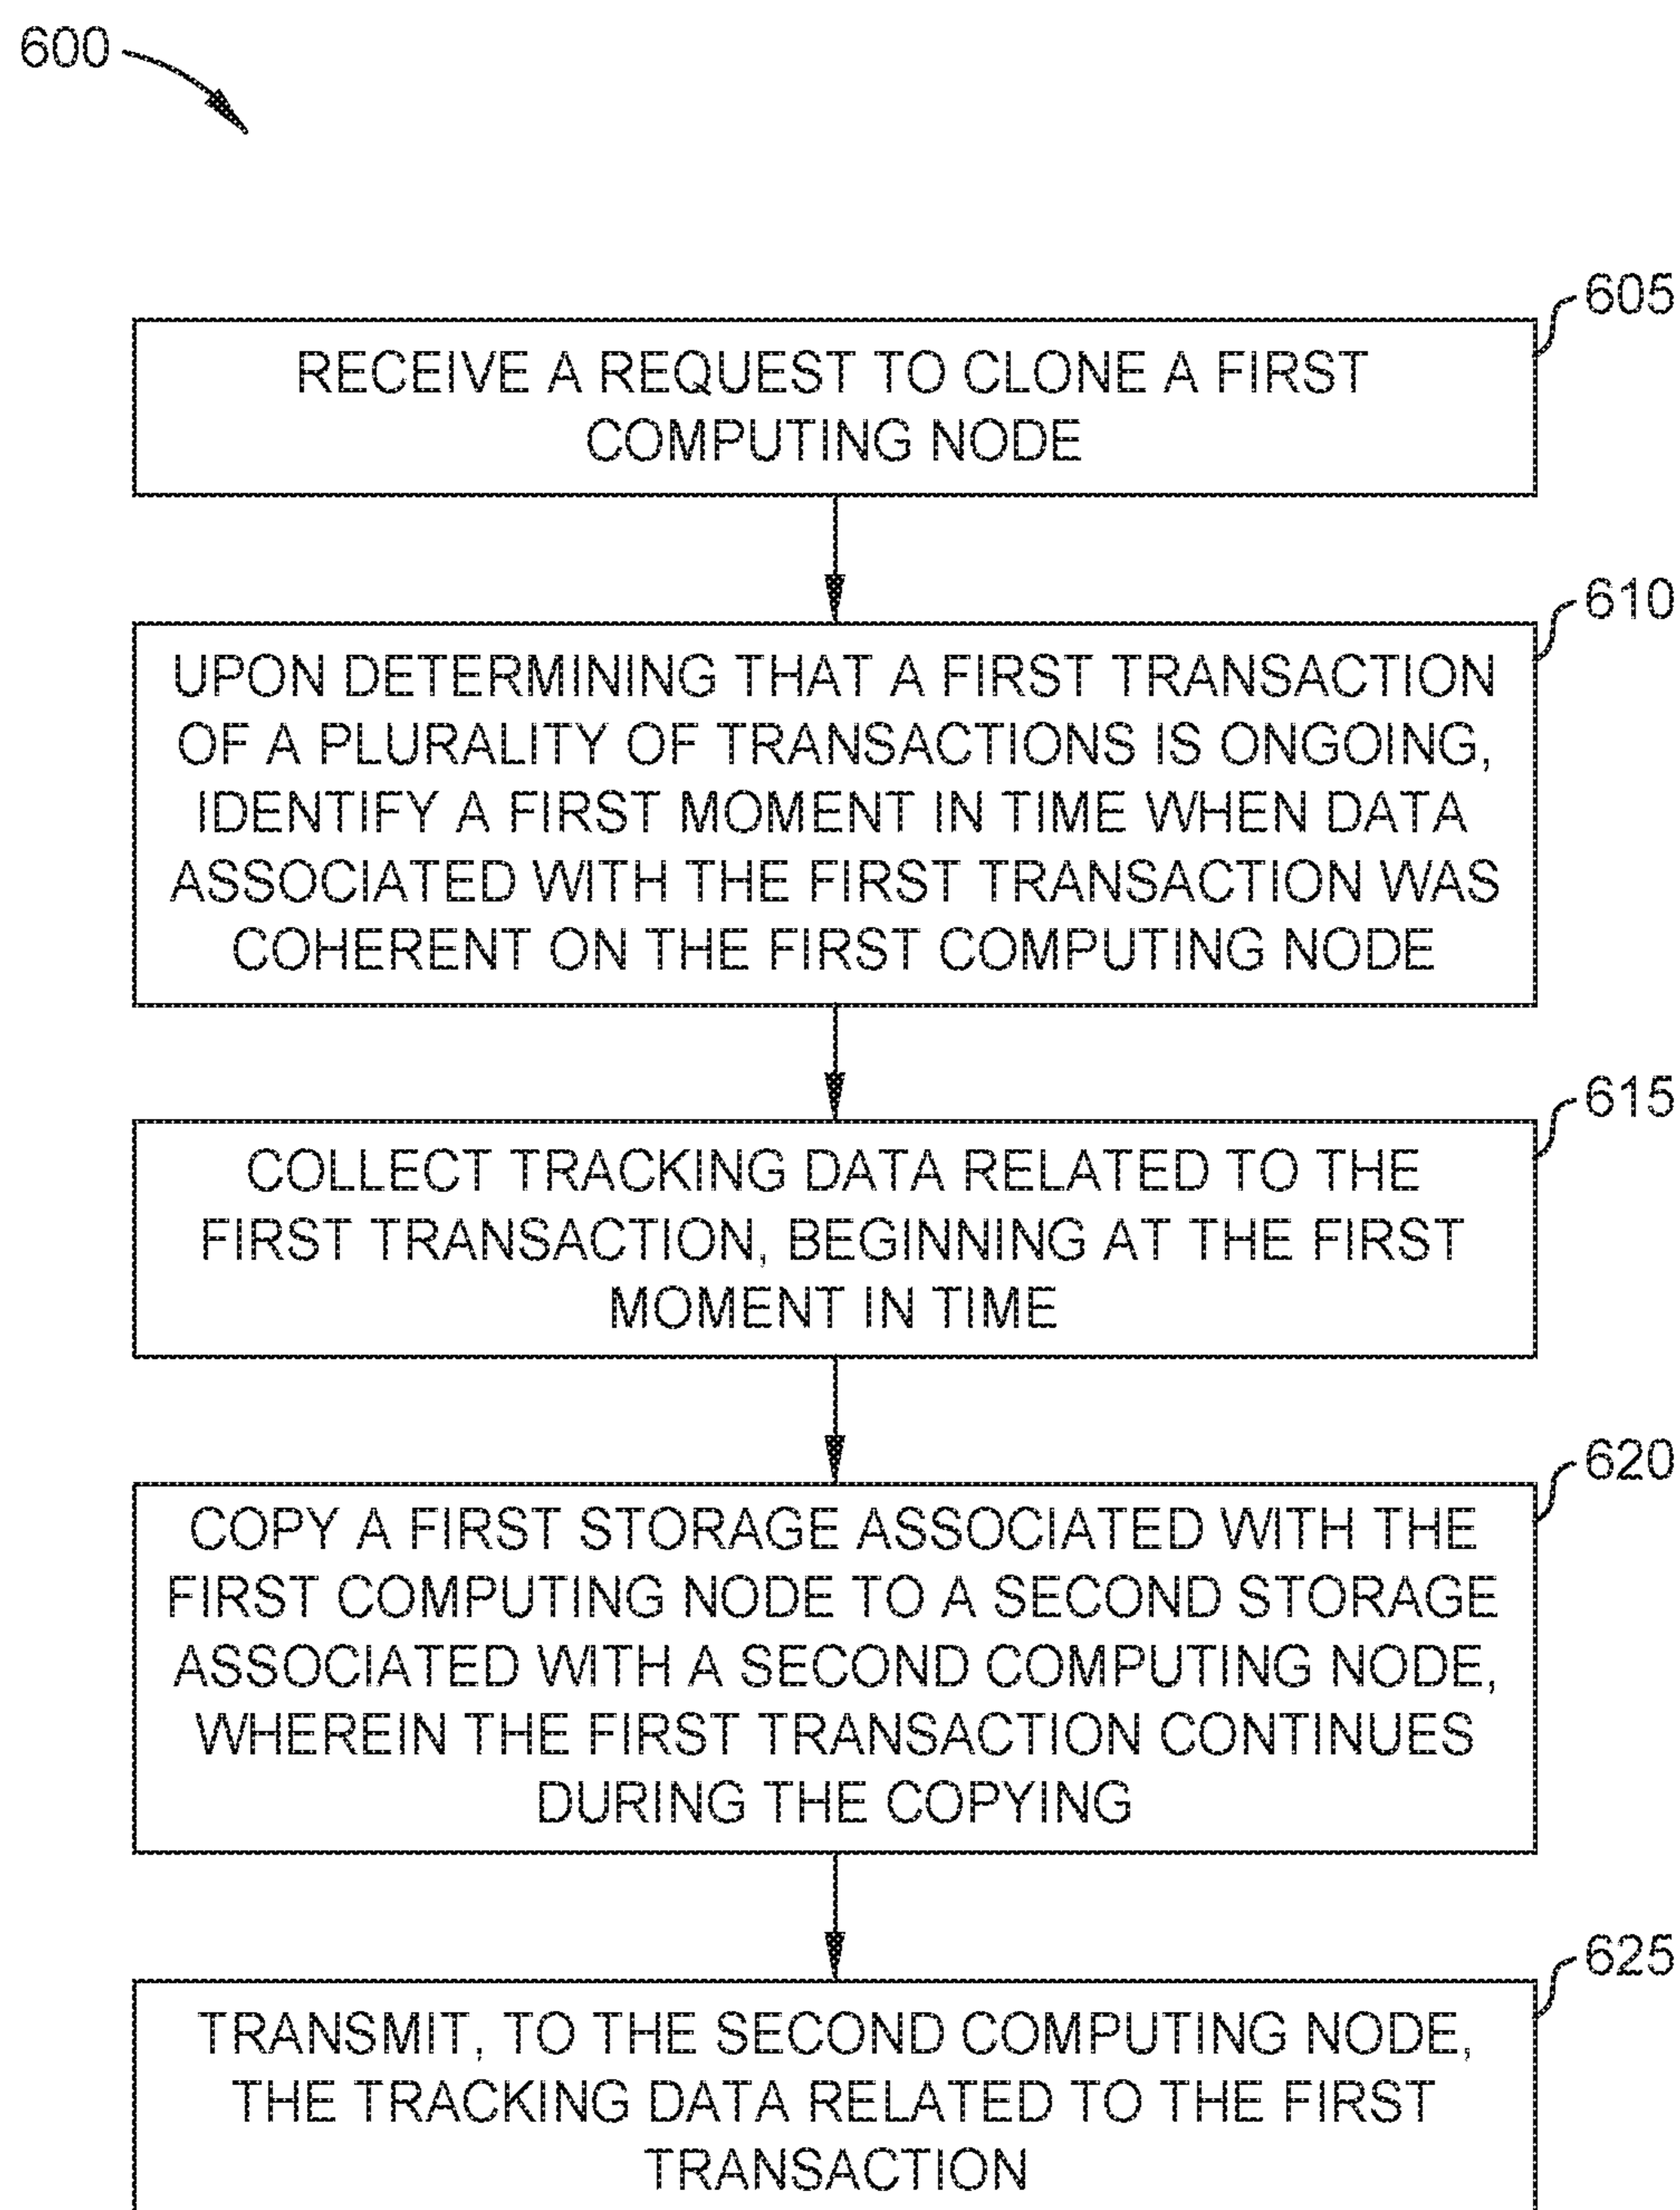 600
605
RECEIVE A REQUEST TO CLONE A FIRST
COMPUTING NODE
610
UPON DETERMINING THAT A FIRST TRANSACTION
OF A PLURALITY OF TRANSACTIONS IS ONGOING,
IDENTIFY A FIRST MOMENT IN TIME WHEN DATA
ASSOCIATED WITH THE FIRST TRANSACTION WAS
COHERENT ON THE FIRST COMPUTING NODE
615
COLLECT TRACKING DATA RELATED TO THE
FIRST TRANSACTION, BEGINNING AT THE FIRST
MOMENT IN TIME
620
COPY A FIRST STORAGE ASSOCIATED WITH THE
FIRST COMPUTING NODE TO A SECOND STORAGE
ASSOCIATED WITH A SECOND COMPUTING NODE,
WHEREIN THE FIRST TRANSACTION CONTINUES
DURING THE COPYING
625
TRANSMIT, TO THE SECOND COMPUTING NODE,
THE TRACKING DATA RELATED TO THE FIRST
TRANSACTION